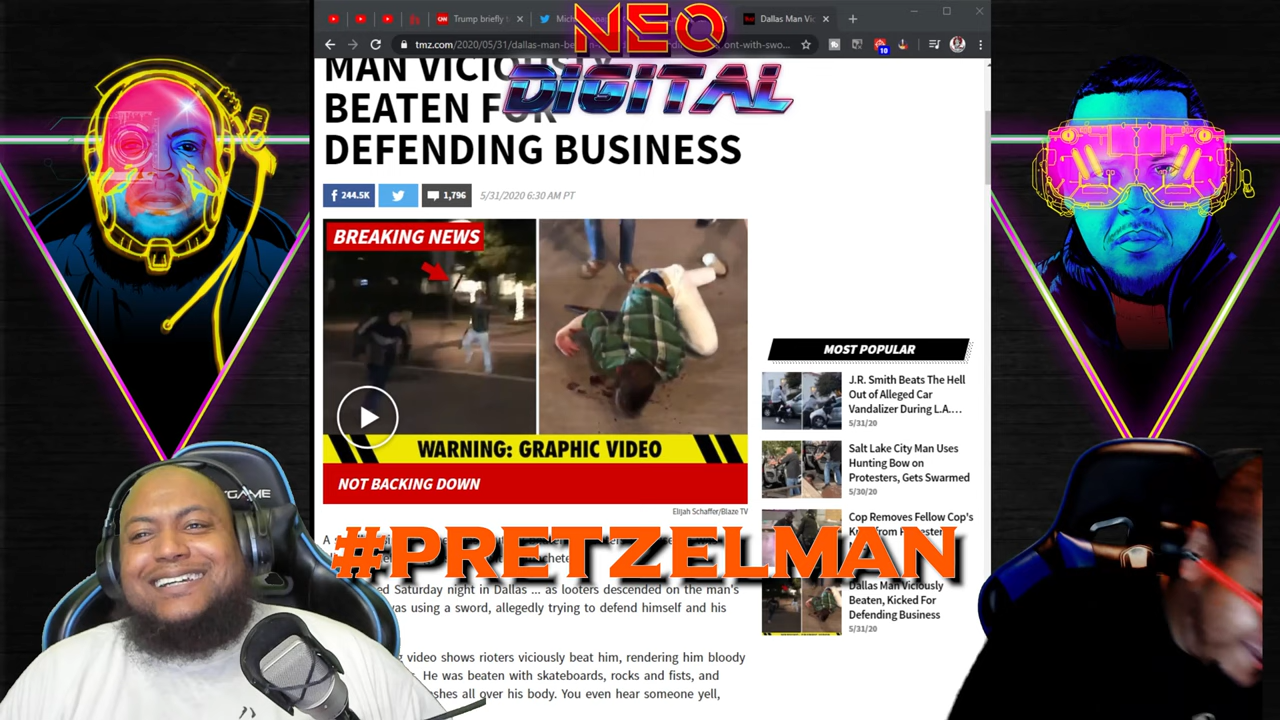 Trump briefly
Dallas Man Vi
NEO
DIGITAL
tmz.com/2020/05/31/dallas-man-be
ont-with-swo...
10
MAN VICIOUSLY
BEATEN FOR
DEFENDING BUSINESS
244.5K
1,796
5/31/2020 6:30 AM PT
BREAKING NEWS
WARNING: GRAPHIC VIDEO
NOT BACKING DOWN
Elijah Schaffer/Blaze TV
MOST POPULAR
J.R. Smith Beats The Hell
Out of Alleged Car
Vandalizer During L.A....
5/31/20
Salt Lake City Man Uses
Hunting Bow on
Protesters, Gets Swarmed
5/30/20
Cop Removes Fellow Cop's
#PRETZELMAN
Dallas Man Viciously
Beaten, Kicked For
Defending Business
5/31/20
A
ed Saturday night in Dallas ... as looters descended on the man's
was using a sword, allegedly trying to defend himself and his
video shows rioters viciously beat him, rendering him bloody
He was beaten with skateboards, rocks and fists, and
all over his body. You even hear someone yell,